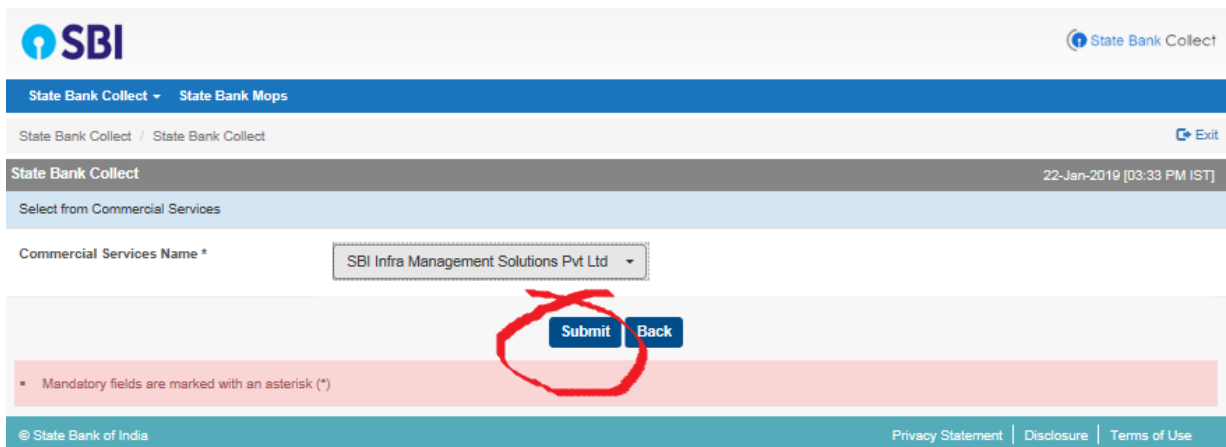 SBI
State Bank Collect
State Bank Collect State Bank Mops
State Bank Collect / State Bank Collect
Exit
State Bank Collect
22-Jan-2019 [03:33 PM IST]
Select from Commercial Services
Commercial Services Name *
SBI Infra Management Solutions Pvt Ltd
Submit Back
Mandatory fields are marked with an asterisk (*)
© State Bank of India
Privacy Statement | Disclosure | Terms of Use